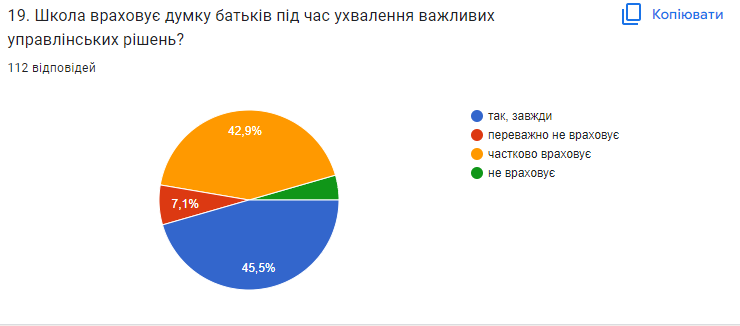 19. Школа враховує думку батьків під час ухвалення важливих
управлінських рішень?
Копіювати
112 відповідей
42,9%
7,1%
45,5%
так, завжди
переважно не враховує
частково враховує
не враховує